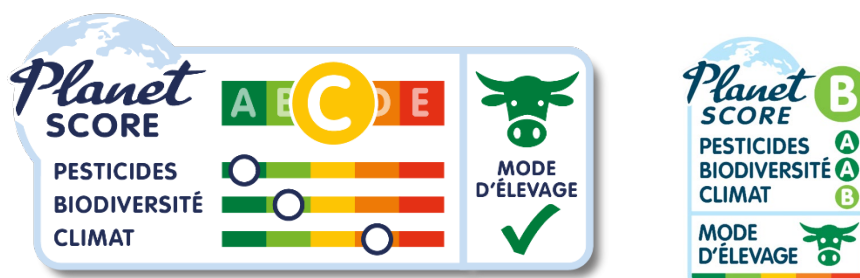 Planet
SCORE
A B C D E
PESTICIDES
BIODIVERSITÉ
CLIMAT
MODE
D'ÉLEVAGE
Planet B
SCORE
PESTICIDES A
BIODIVERSITÉ A
CLIMAT B
MODE
D'ÉLEVAGE